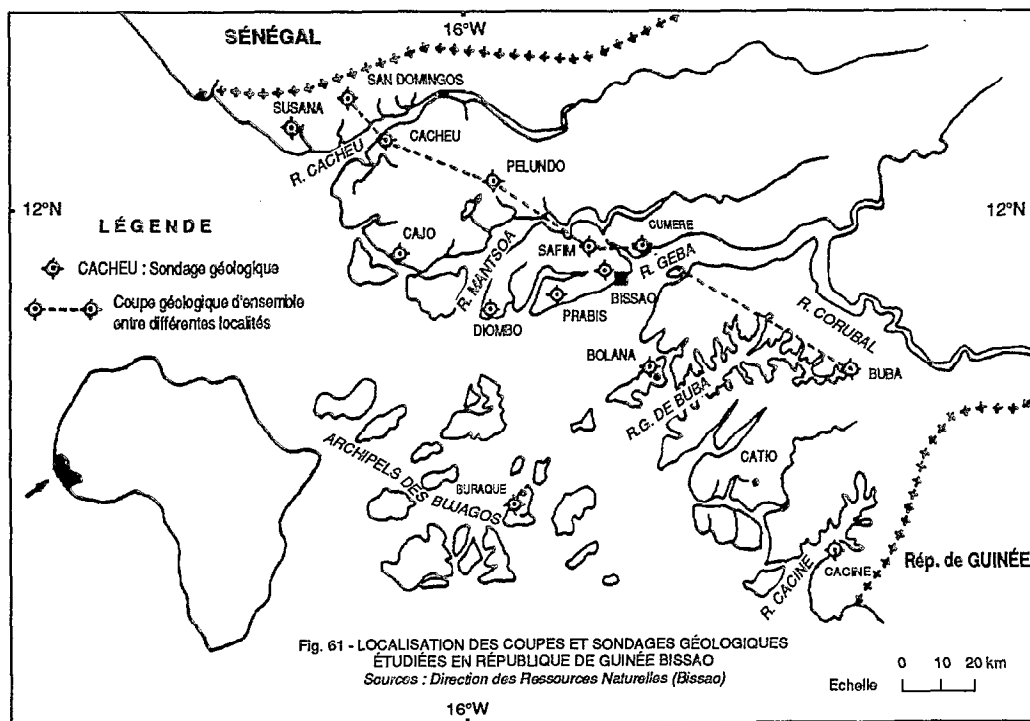 16°W
SÉNÉGAL
SAN DOMINGOS
SUSANA
CACHEU
R. CACHEU
PELUNDO
12°N
12°N
LÉGENDE
CACHEU : Sondage géologique
Coupe géologique d'ensemble
entre différentes localités
CAJO
R. MANTSOA
SAFIM
CUMERE
R. GÈBA
BISSAO
PRABIS
DIOMBO
R. CORUBAL
BOLANA
BUBA
R.G. DE BUBA
ARCHIPELS DES BUJAGOS
BURAQUE
CATIO
R. CACINE
CACINE
Rép. de GUINÉE
Fig. 61 - LOCALISATION DES COUPES ET SONDAGES GÉOLOGIQUES
ÉTUDIÉES EN RÉPUBLIQUE DE GUINÉE BISSAO
Sources : Direction des Ressources Naturelles (Bissao)
Echelle
0 10 20 km
16°W